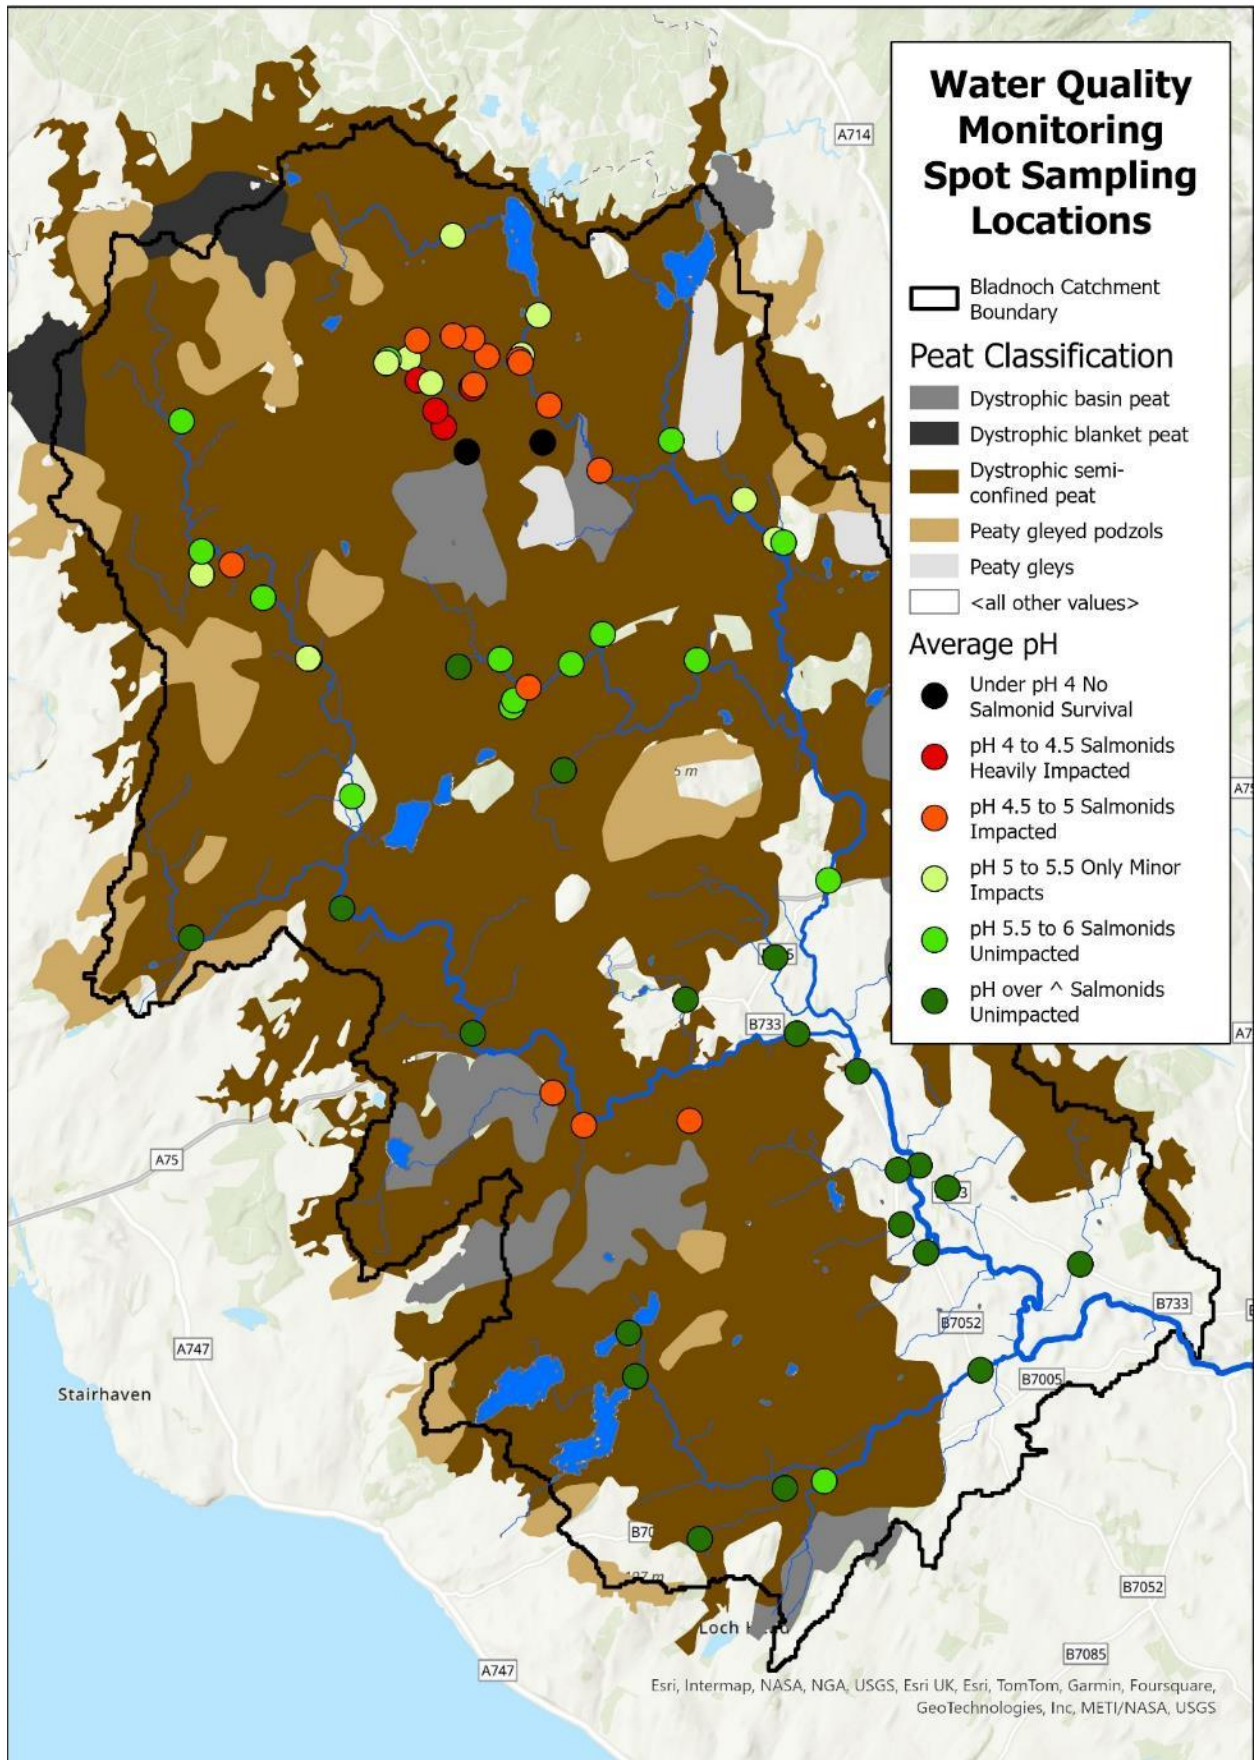 Water Quality
Monitoring
Spot Sampling
Locations
Bladnoch Catchment
Boundary
Peat Classification
Dystrophic basin peat
Dystrophic blanket peat
Dystrophic semi-
confined peat
Peaty gleyed podzols
Peaty gleys
<all other values>
Average pH
Under pH 4 No
Salmonid Survival
pH 4 to 4.5 Salmonids
Heavily Impacted
pH 4.5 to 5 Salmonids
Impacted
pH 5 to 5.5 Only Minor
Impacts
pH 5.5 to 6 Salmonids
Unimpacted
pH over ^ Salmonids
Unimpacted
A714
B733
A75
B733
B7052
A747
B7005
Stairhaven
B7052
Loch
B7085
A747
Esri, Intermap, NASA, NGA, USGS, Esri UK, Esri, TomTom, Garmin, Foursquare,
GeoTechnologies, Inc, METI/NASA, USGS